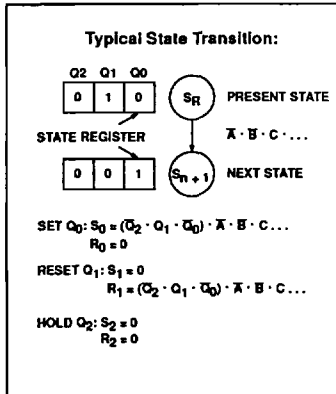 Typical State Transition:
Q2 Q1 Q0
0 1 0
S_R
PRESENT STATE
STATE REGISTER
A̅ · B̅ · C · ...
0 0 1
S_n + 1
NEXT STATE
SET Q₀: S₀ = (Q̅₂ · Q₁ · Q̅₀) · A̅ · B̅ · C ...
R₀ = 0
RESET Q₁: S₁ = 0
R₁ = (Q̅₂ · Q₁ · Q̅₀) · A̅ · B̅ · C ...
HOLD Q₂: S₂ = 0
R₂ = 0